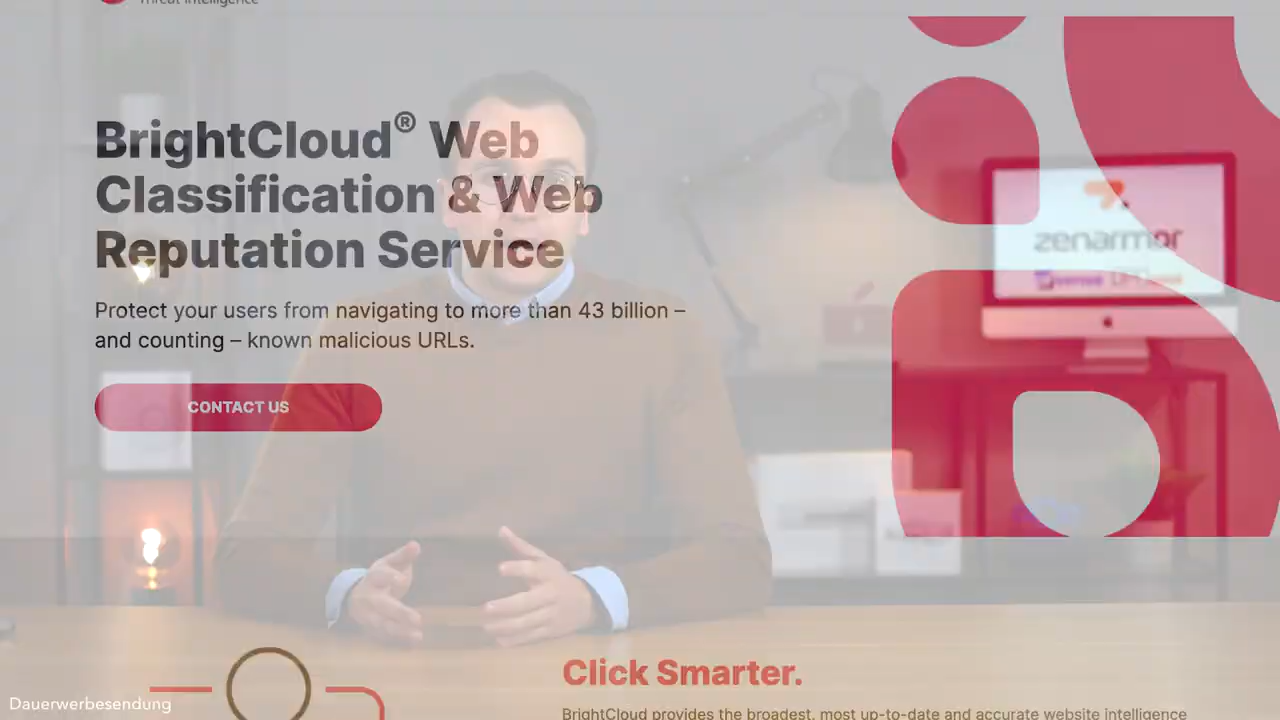 Threat Intelligence
BrightCloud® Web
Classification & Web
Reputation Service
Protect your users from navigating to more than 43 billion –
and counting – known malicious URLs.
CONTACT US
zenarmor
Click Smarter.
BrightCloud provides the broadest, most up-to-date and accurate website intelligence
Dauerwerbesendung